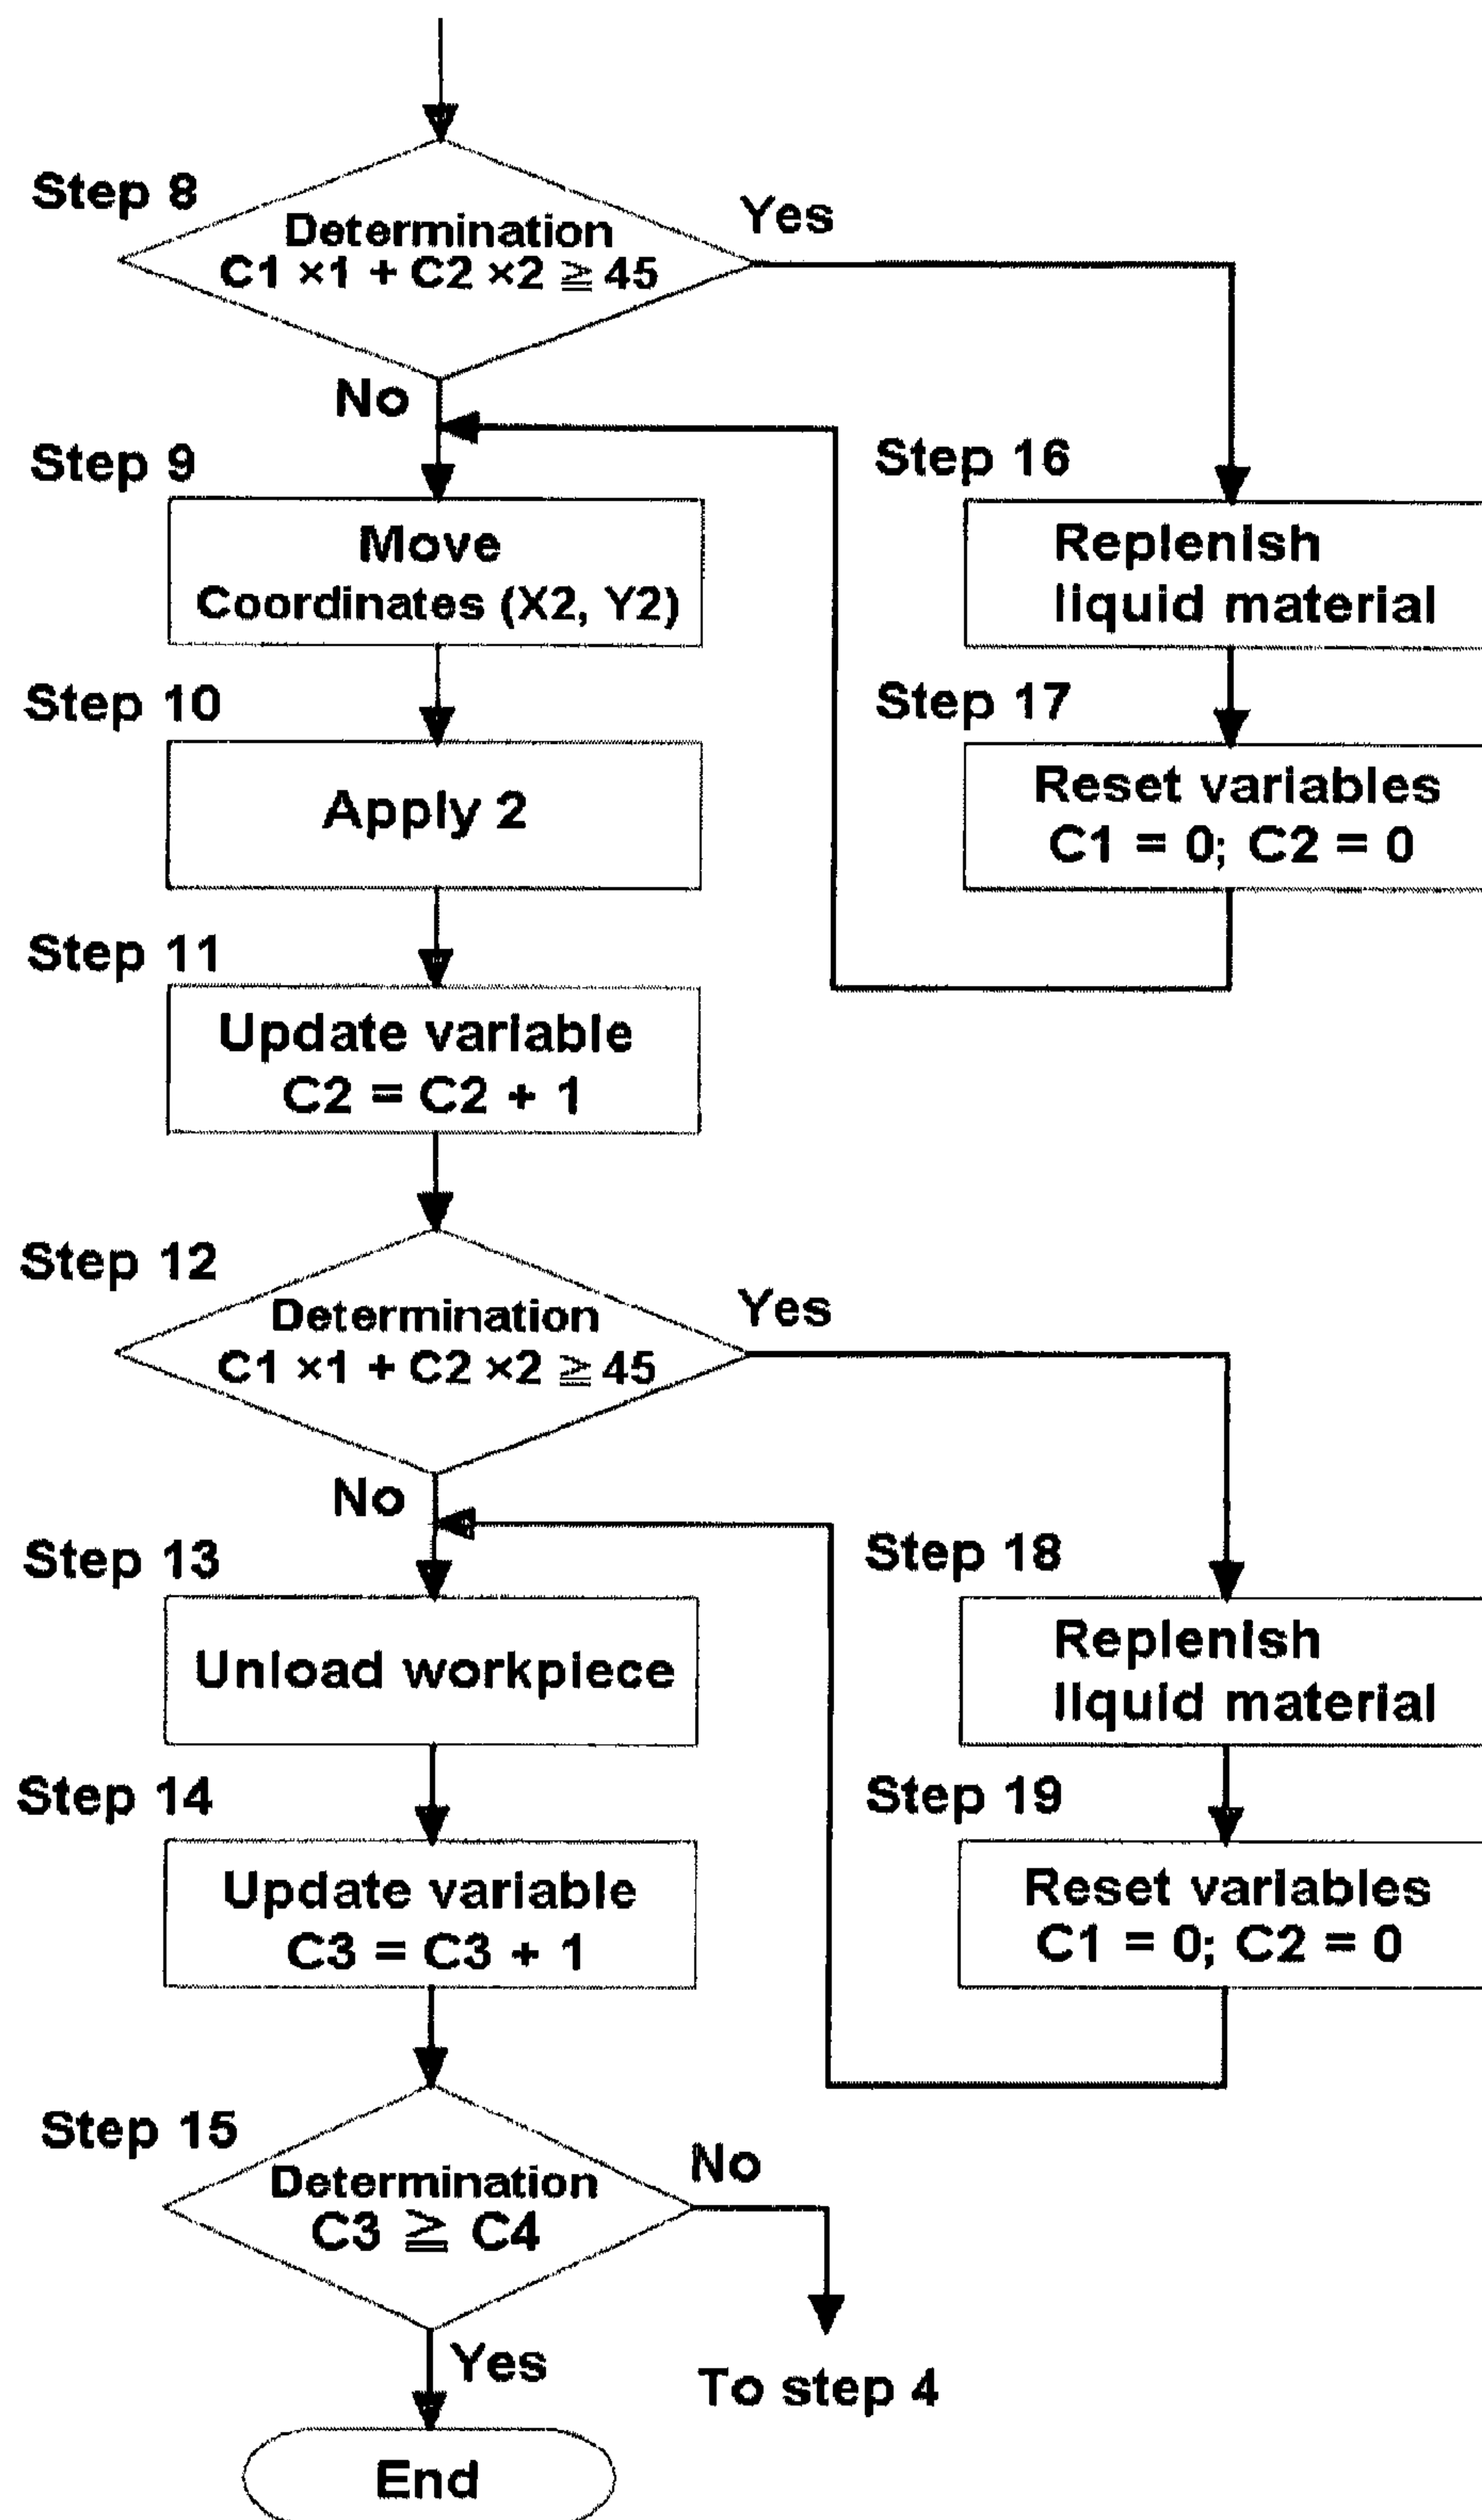 Step 8
Determination
C1 ×1 + C2 ×2 ≧ 45
Yes
No
Step 9
Move
Coordinates (X2, Y2)
Step 16
Replenish
liquid material
Step 10
Apply 2
Step 17
Reset variables
C1 = 0; C2 = 0
Step 11
Update variable
C2 = C2 + 1
Step 12
Determination
C1 ×1 + C2 ×2 ≧ 45
Yes
No
Step 13
Unload workpiece
Step 18
Replenish
liquid material
Step 14
Update variable
C3 = C3 + 1
Step 19
Reset variables
C1 = 0; C2 = 0
Step 15
Determination
C3 ≧ C4
No
Yes
To step 4
End